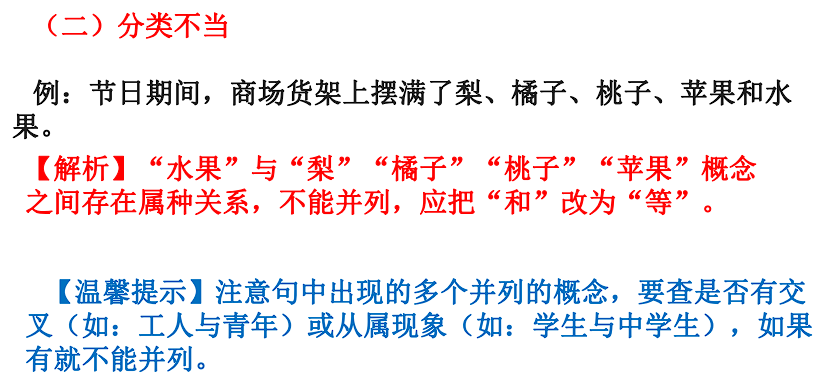 （二）分类不当
例：节日期间，商场货架上摆满了梨、橘子、桃子、苹果和水
果。
【解析】“水果”与“梨”“橘子”“桃子”“苹果”概念
之间存在属种关系，不能并列，应把“和”改为“等”。
【温馨提示】注意句中出现的多个并列的概念，要查是否有交
叉（如：工人与青年）或从属现象（如：学生与中学生），如果
有就不能并列。